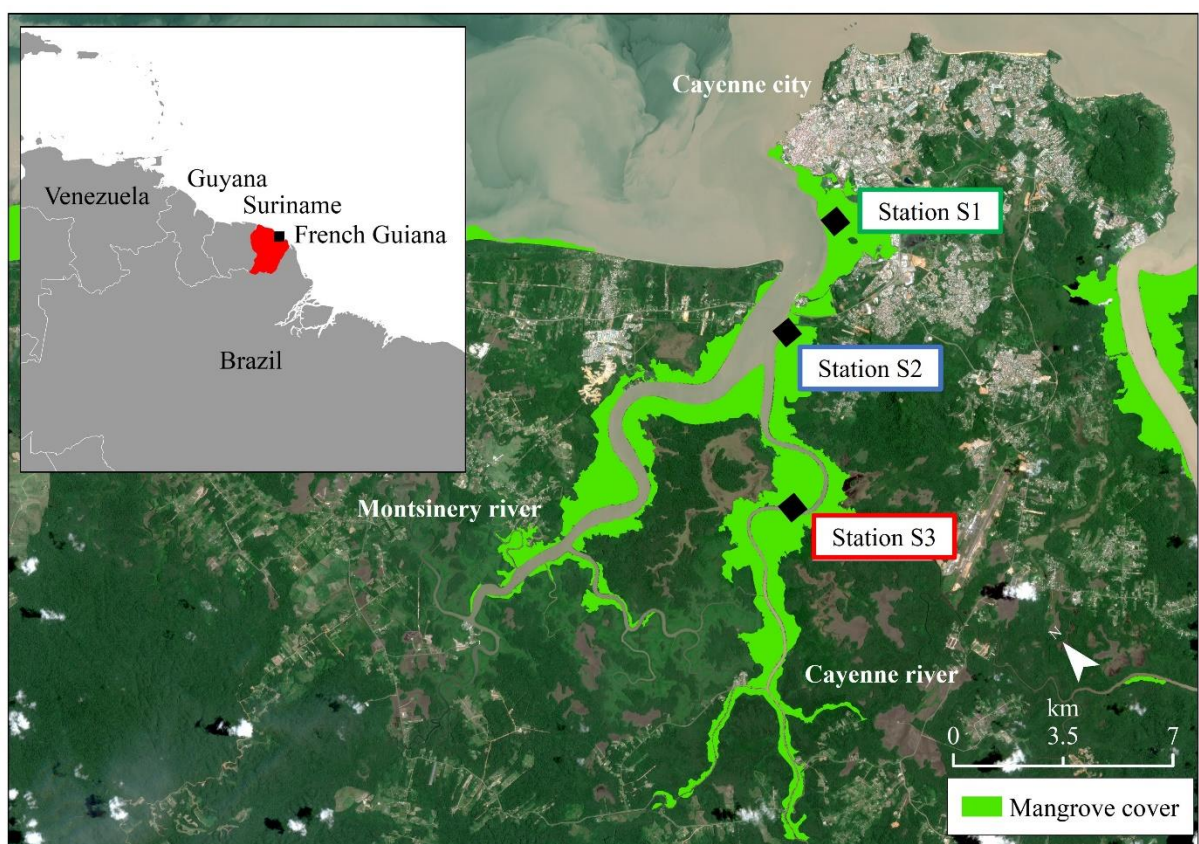 Cayenne city
Guyana
Venezuela
Suriname
French Guiana
Brazil
Station S1
Station S2
Montsinery river
Station S3
Cayenne river
N
km
0 3.5 7
Mangrove cover